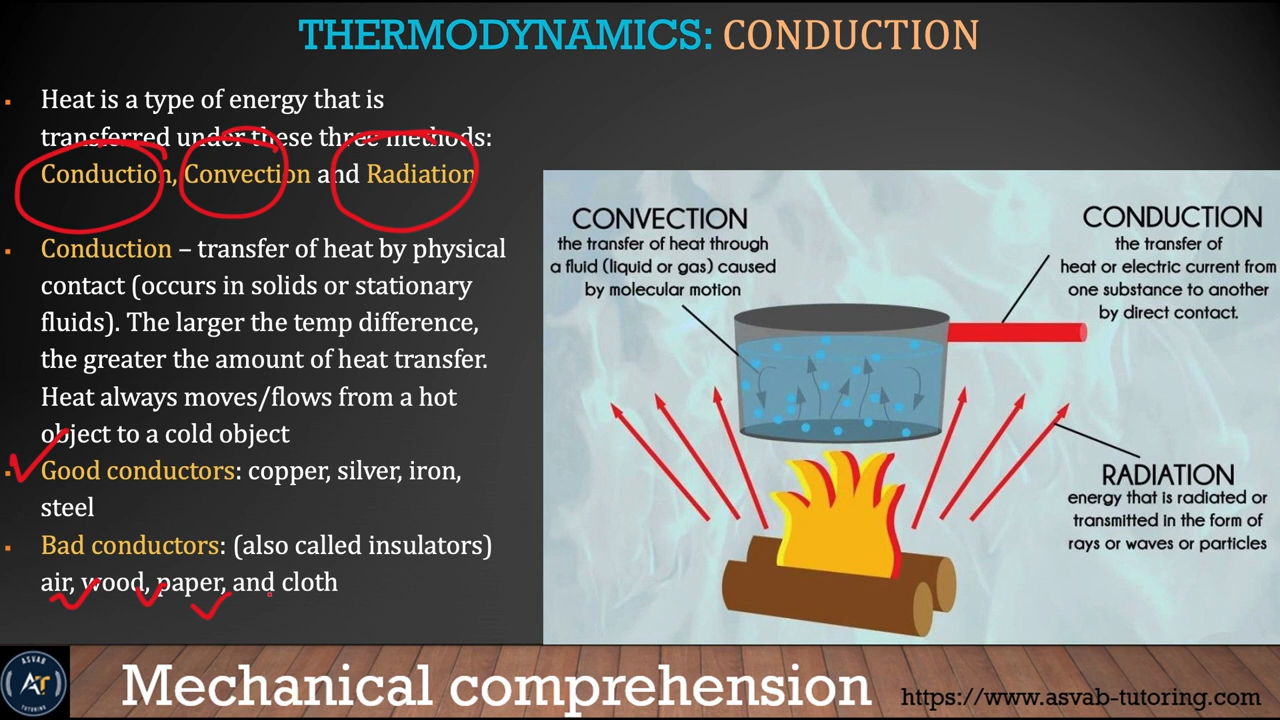 THERMODYNAMICS: CONDUCTION
▪ Heat is a type of energy that is
transferred under these three methods:
Conduction, Convection and Radiation
▪ Conduction – transfer of heat by physical
contact (occurs in solids or stationary
fluids). The larger the temp difference,
the greater the amount of heat transfer.
Heat always moves/flows from a hot
object to a cold object
▪ Good conductors: copper, silver, iron,
steel
▪ Bad conductors: (also called insulators)
air, wood, paper, and cloth
CONVECTION
the transfer of heat through
a fluid (liquid or gas) caused
by molecular motion
CONDUCTION
the transfer of
heat or electric current from
one substance to another
by direct contact.
RADIATION
energy that is radiated or
transmitted in the form of
rays or waves or particles
ASVAB
AT
TUTORING
Mechanical comprehension
https://www.asvab-tutoring.com